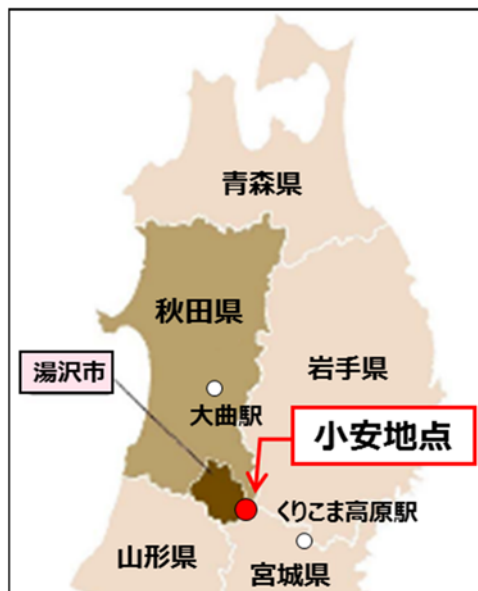 青森県
秋田県
湯沢市
岩手県
大曲駅
小安地点
くりこま高原駅
山形県
宮城県